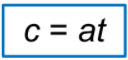 c = at